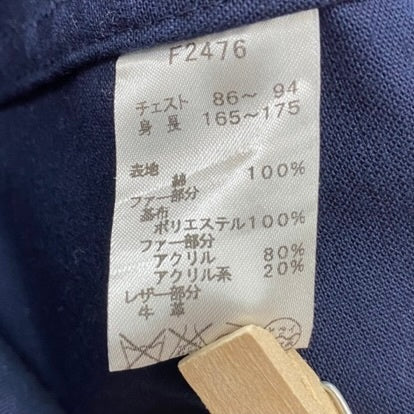 F2476
チェスト 86～ 94
身 長 165～175
表地
綿 100%
ファー部分
基布
ポリエステル100%
ファー部分
アクリル 80%
アクリル系 20%
レザー部分
牛 革